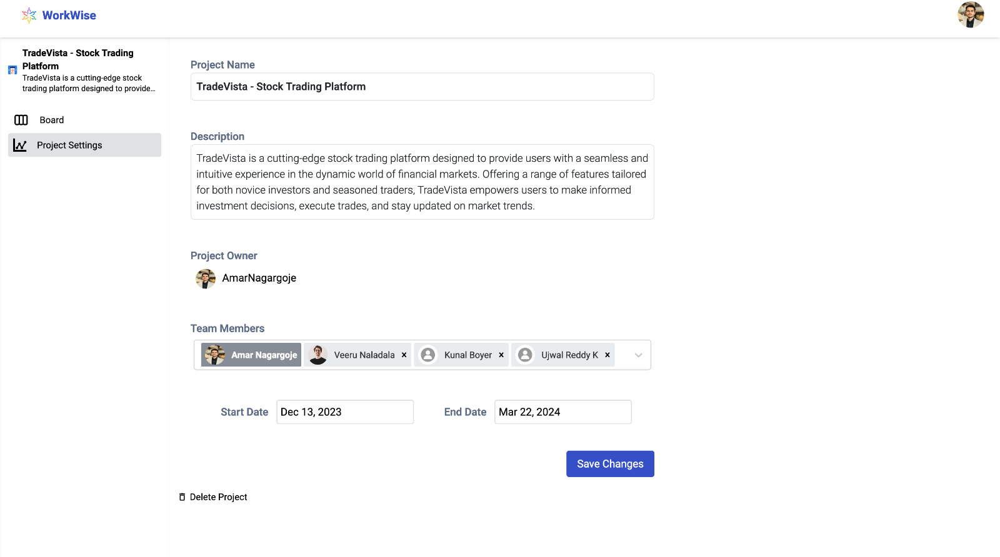 WorkWise
TradeVista - Stock Trading
Platform
TradeVista is a cutting-edge stock
trading platform designed to provide...
Board
Project Settings
Project Name
TradeVista - Stock Trading Platform
Description
TradeVista is a cutting-edge stock trading platform designed to provide users with a seamless and
intuitive experience in the dynamic world of financial markets. Offering a range of features tailored
for both novice investors and seasoned traders, TradeVista empowers users to make informed
investment decisions, execute trades, and stay updated on market trends.
Project Owner
AmarNagargoje
Team Members
Amar Nagargoje Veeru Naladala × Kunal Boyer × Ujwal Reddy K ×
Start Date Dec 13, 2023 End Date Mar 22, 2024
Save Changes
Delete Project